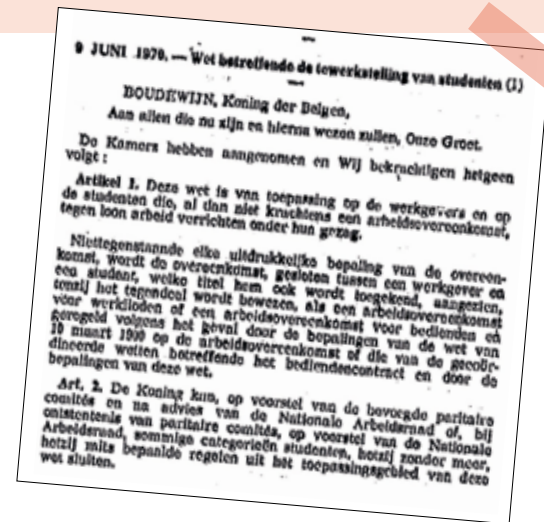 9 JUNI 1970. — Wet betreffende de tewerkstelling van studenten (1)
BOUDEWIJN, Koning der Belgen,
Aan allen die nu zijn en hierna wezen zullen, Onze Groet.
De Kamers hebben aangenomen en Wij bekrachtigen hetgeen
volgt :
Artikel 1. Deze wet is van toepassing op de werkgevers en op
de studenten die, al dan niet krachtens een arbeidsovereenkomst,
tegen loon arbeid verrichten onder hun gezag.
Niettegenstaande elke uitdrukkelijke bepaling van de overeen-
komst, wordt de overeenkomst, gesloten tussen een werkgever en
een student, welke titel hem ook wordt toegekend, aangezien,
tenzij het tegendeel wordt bewezen, als een arbeidsovereenkomst
voor werklieden of een arbeidsovereenkomst voor bedienden en
geregeld volgens het geval door de bepalingen van de wet van
10 maart 1900 op de arbeidsovereenkomst of die van de gecoör-
dineerde wetten betreffende het bediendencontract en door de
bepalingen van deze wet.
Art. 2. De Koning kan, op voorstel van de bevoegde paritaire
comités en na advies van de Nationale Arbeidsraad of, bij
ontstentenis van paritaire comités, op voorstel van de Nationale
Arbeidsraad, sommige categorieën studenten, hetzij zonder meer,
hetzij mits bepaalde regelen uit het toepassingsgebied van deze
wet sluiten.